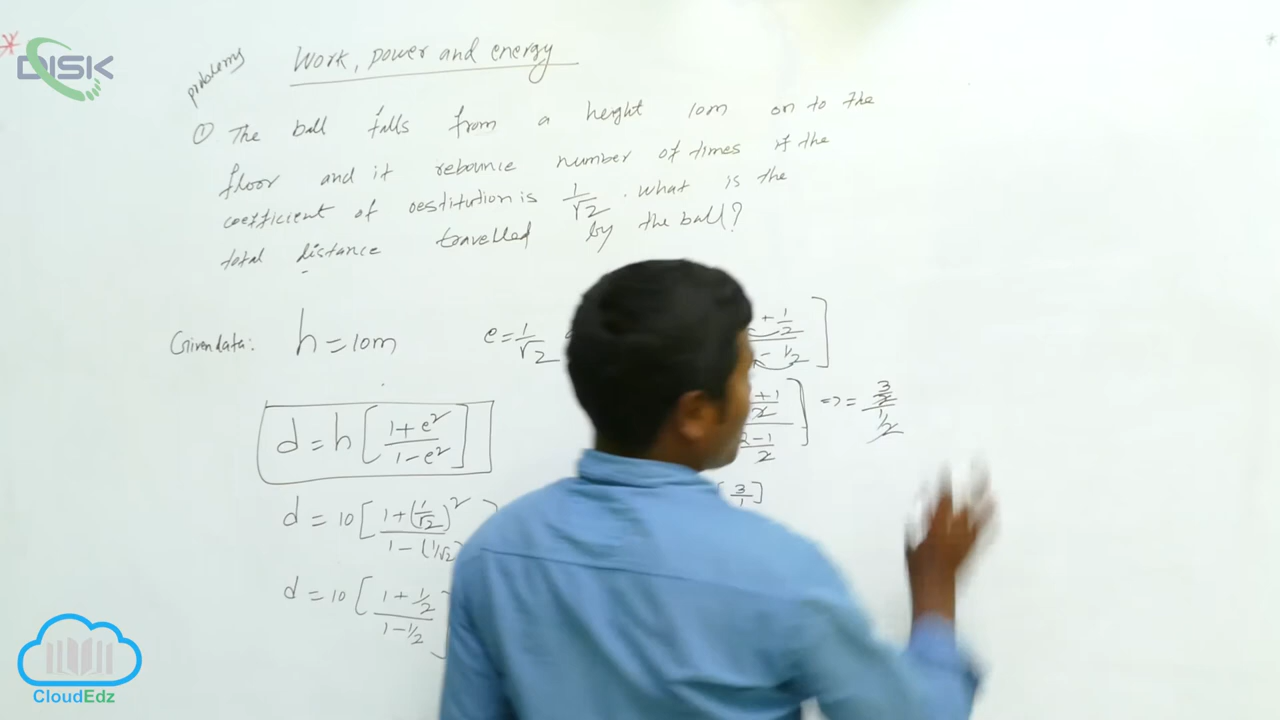 DISK
problems
Work, power and energy
① The ball falls from a height 10m on to the
floor and it rebounce number of times if the
coefficient of oestitution is 1/√2 . What is the
total distance travelled by the ball?
Givendata: h = 10m e = 1/√2
d = h [ 1 + e² / 1 - e² ]
d = 10 [ 1 + (1/√2)² / 1 - (1/√2)
d = 10 [ 1 + 1/2 / 1 - 1/2 ]
+ 1/2 / - 1/2 ]
+1/2 / 2-1/2 ] => = 3/2 / 1/2
[ 3/1 ]
CloudEdz